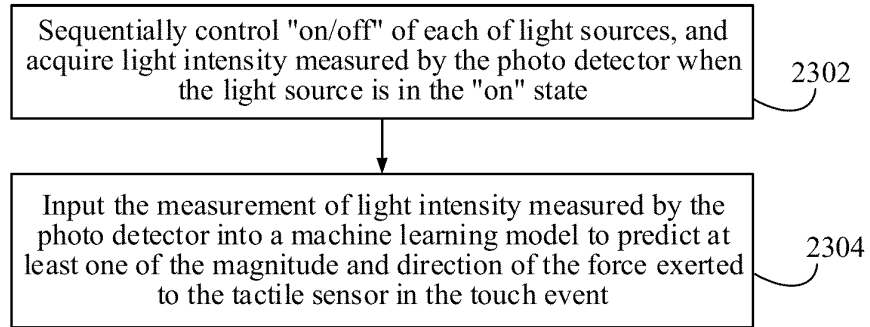 Sequentially control "on/off" of each of light sources, and
acquire light intensity measured by the photo detector when
the light source is in the "on" state
2302
Input the measurement of light intensity measured by the
photo detector into a machine learning model to predict at
least one of the magnitude and direction of the force exerted
to the tactile sensor in the touch event
2304